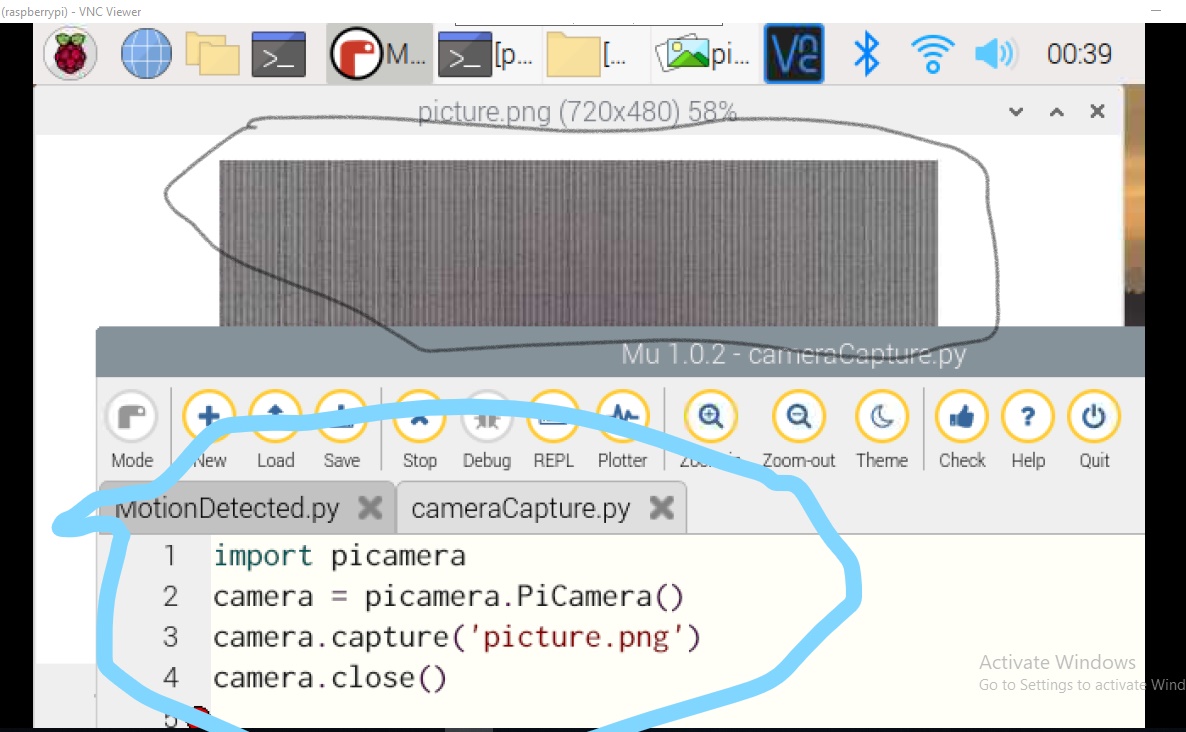 (raspberrypi) - VNC Viewer
M... [p... [... pi... 00:39
picture.png (720x480) 58%
Mu 1.0.2 - cameraCapture.py
Mode New Load Save Stop Debug REPL Plotter Zoom-in Zoom-out Theme Check Help Quit
MotionDetected.py cameraCapture.py
1 import picamera
2 camera = picamera.PiCamera()
3 camera.capture('picture.png')
4 camera.close()
5
Activate Windows
Go to Settings to activate Wind